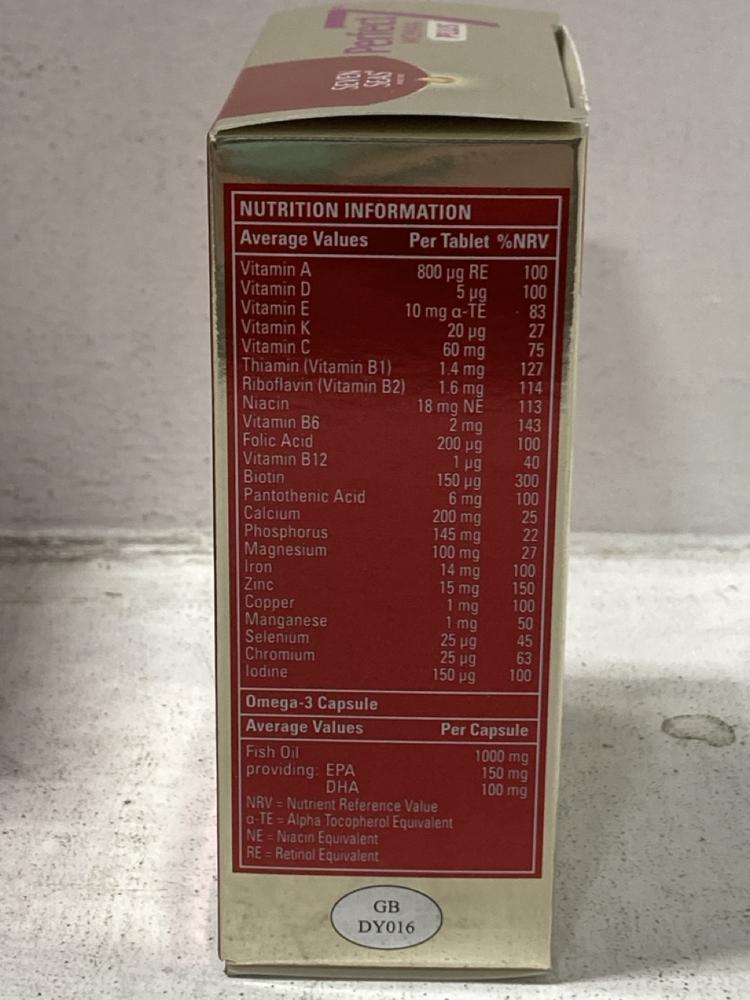 Perfect 7
PLUS
SEVEN
SEAS
NUTRITION INFORMATION
Average Values Per Tablet %NRV
Vitamin A 800 µg RE 100
Vitamin D 5 µg 100
Vitamin E 10 mg α-TE 83
Vitamin K 20 µg 27
Vitamin C 60 mg 75
Thiamin (Vitamin B1) 1.4 mg 127
Riboflavin (Vitamin B2) 1.6 mg 114
Niacin 18 mg NE 113
Vitamin B6 2 mg 143
Folic Acid 200 µg 100
Vitamin B12 1 µg 40
Biotin 150 µg 300
Pantothenic Acid 6 mg 100
Calcium 200 mg 25
Phosphorus 145 mg 22
Magnesium 100 mg 27
Iron 14 mg 100
Zinc 15 mg 150
Copper 1 mg 100
Manganese 1 mg 50
Selenium 25 µg 45
Chromium 25 µg 63
Iodine 150 µg 100
Omega-3 Capsule
Average Values Per Capsule
Fish Oil 1000 mg
providing: EPA 150 mg
DHA 100 mg
NRV = Nutrient Reference Value
α-TE = Alpha Tocopherol Equivalent
NE = Niacin Equivalent
RE = Retinol Equivalent
GB
DY016